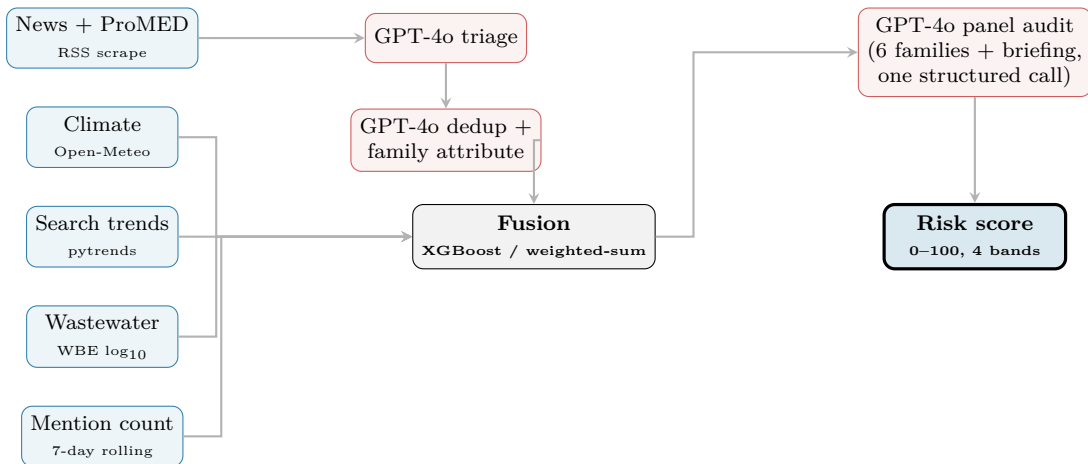 News + ProMED
RSS scrape
GPT-4o triage
GPT-4o panel audit
(6 families + briefing,
one structured call)
Climate
Open-Meteo
GPT-4o dedup +
family attribute
Search trends
pytrends
Fusion
XGBoost / weighted-sum
Risk score
0–100, 4 bands
Wastewater
WBE log₁₀
Mention count
7-day rolling